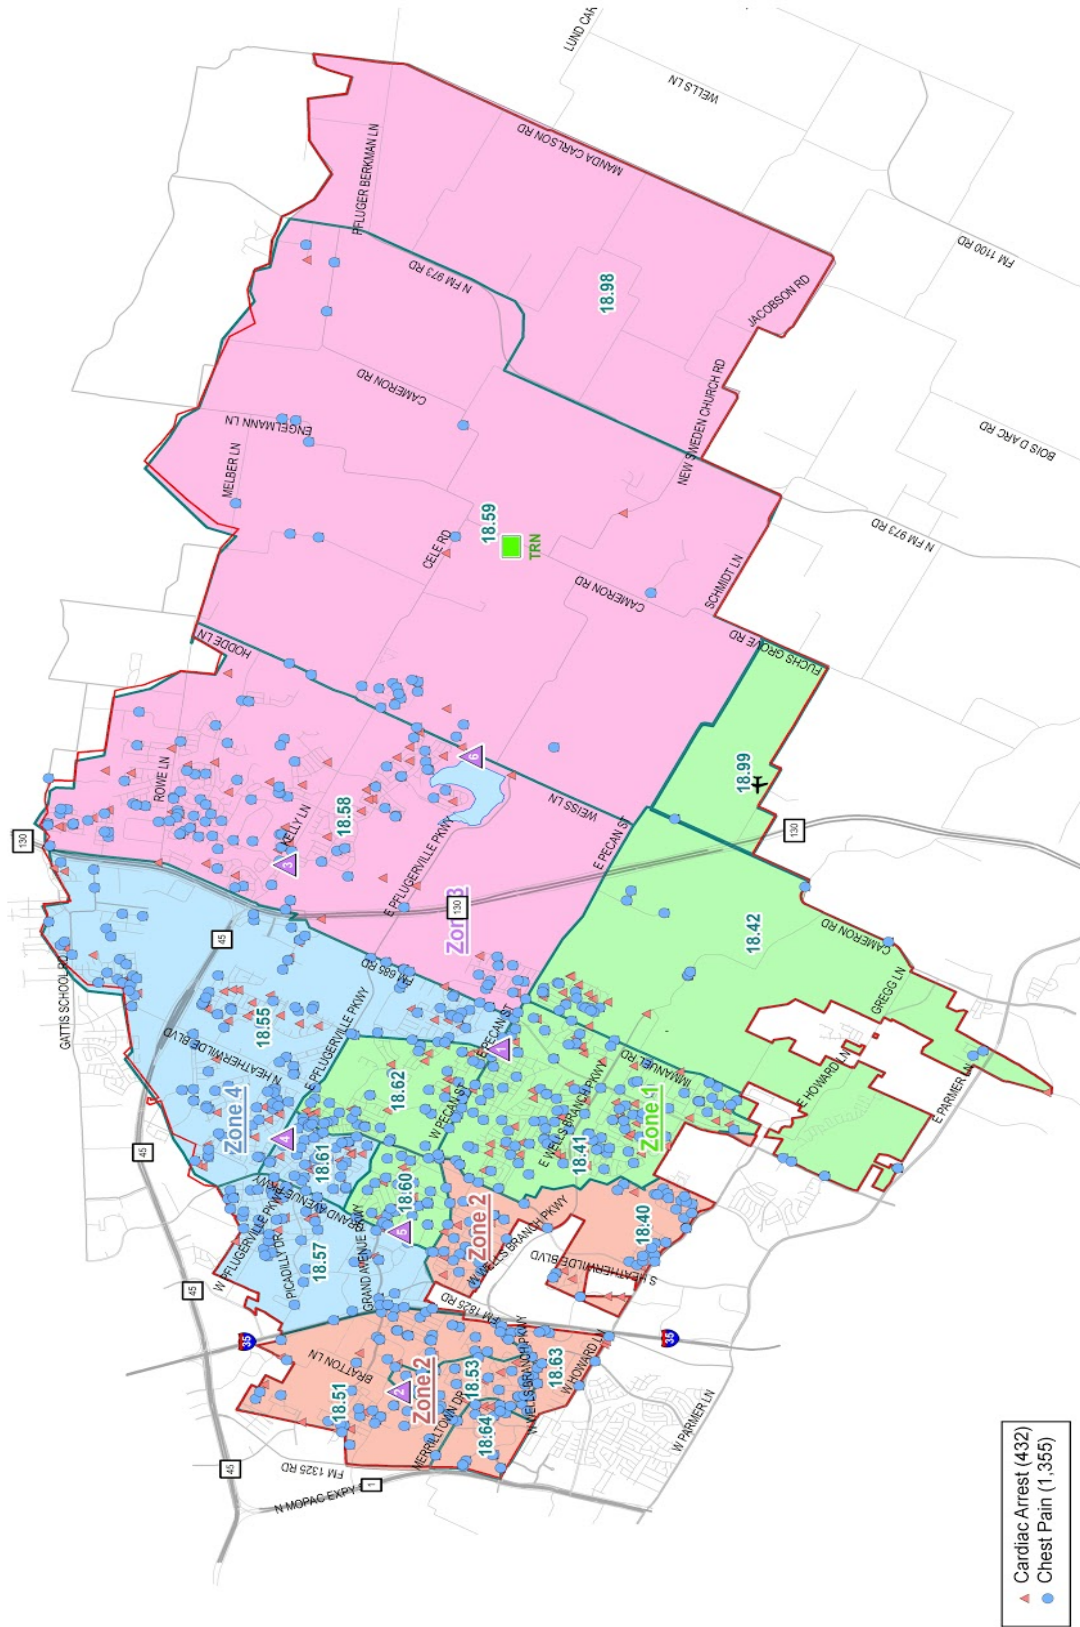 LUND CAR
WELLS LN
MANDA CARLSON RD
FM 1100 RD
PFLUGER BERKMAN LN
N FM 973 RD
18.98
JACOBSON RD
CAMERON RD
ENGELMANN LN
NEW SWEDEN CHURCH RD
BOIS D ARC RD
MELBER LN
CELE RD
18.59
TRN
N FM 973 RD
CAMERON RD
SCHMIDT LN
HODDE LN
FUCHS GROVE RD
ROWE LN
18.99
6
WEISS LN
18.58
KELLY LN
3
130
E PFLUGERVILLE PKWY
E PECAN ST
130
130
Zone 3
45
18.42
CAMERON RD
GATTIS SCHOOL RD
FM 685 RD
GREGG LN
18.55
N HEATHERWILDE BLVD
E PFLUGERVILLE PKWY
E PECAN ST
IMMANUEL RD
E HOWARD LN
E PARMER LN
Zone 4
18.62
W PECAN ST
E WELLS BRANCH PKWY
Zone 1
45
4
18.61
18.41
GRAND AVENUE PKWY
18.60
5
W PFLUGERVILLE PKWY
PICADILLY DR
18.57
GRAND AVENUE PKWY
Zone 2
W WELLS BRANCH PKWY
18.40
S HEATHERWILDE BLVD
45
FM 1825 RD
35
35
BRATTON LN
2
Zone 2
18.51
18.53
W WELLS BRANCH PKWY
18.63
W HOWARD LN
MERRILLTOWN DR
18.64
W PARMER LN
45
FM 1325 RD
1
N MOPAC EXPY
Cardiac Arrest (432)
Chest Pain (1,355)